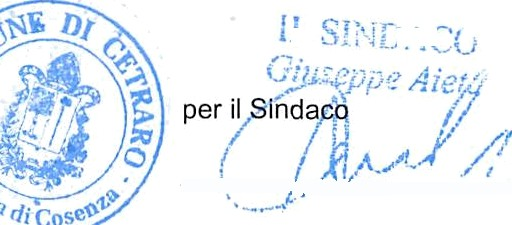 UNE DI CETRARO
a di Cosenza
per il Sindaco
IL SINDACO
Giuseppe Aieta